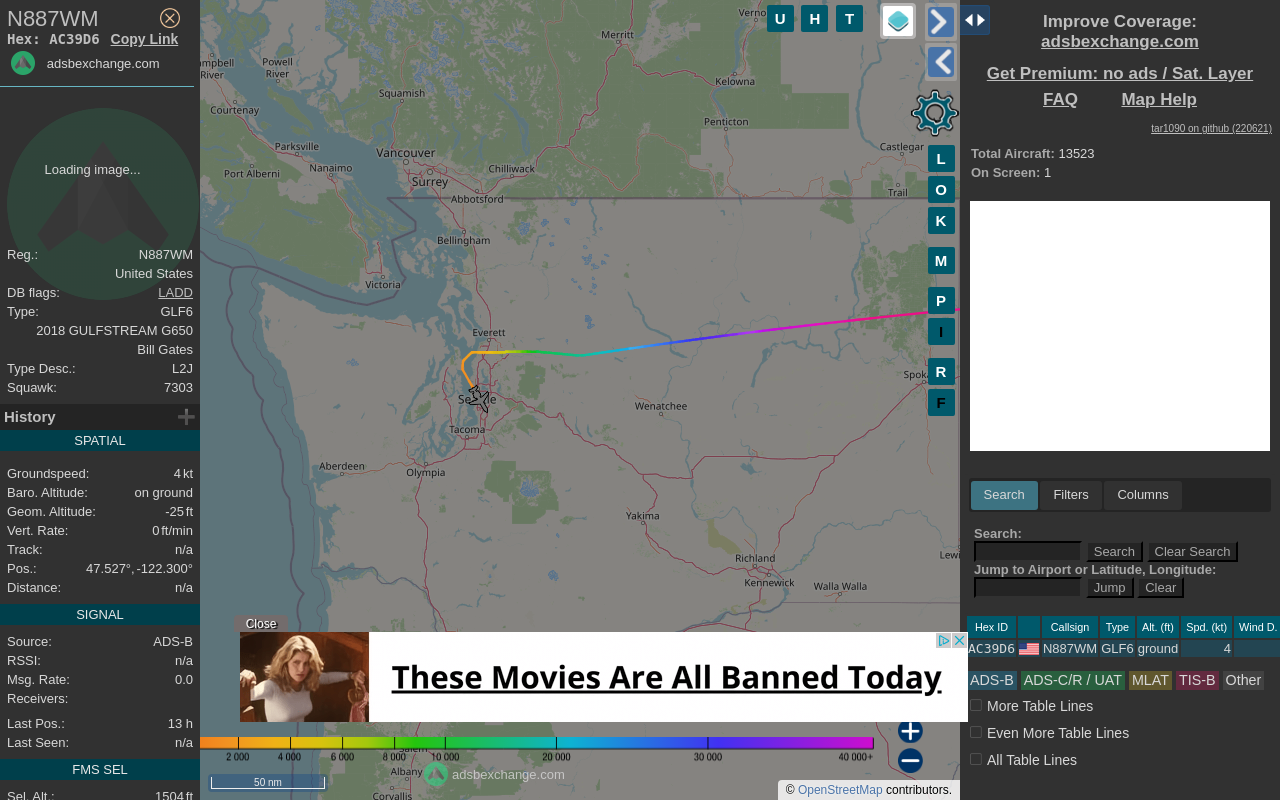 N887WM
Hex: AC39D6 Copy Link
adsbexchange.com
Loading image...
Reg.: N887WM
United States
DB flags: LADD
Type: GLF6
2018 GULFSTREAM G650
Bill Gates
Type Desc.: L2J
Squawk: 7303
History
SPATIAL
Groundspeed: 4 kt
Baro. Altitude: on ground
Geom. Altitude: -25 ft
Vert. Rate: 0 ft/min
Track: n/a
Pos.: 47.527°, -122.300°
Distance: n/a
SIGNAL
Source: ADS-B
RSSI: n/a
Msg. Rate: 0.0
Receivers:
Last Pos.: 13 h
Last Seen: n/a
FMS SEL
Sel. Alt.: 1504 ft
U H T
L
O
K
M
P
I
R
F
Merritt
Powell
River
River
Squamish
Kelowna
Courtenay
Penticton
Parksville
Vancouver
Castlegar
Port Alberni
Nanaimo
Chilliwack
Surrey
Trail
Abbotsford
Bellingham
Victoria
Everett
Wenatchee
Tacoma
Aberdeen
Olympia
Yakima
Richland
Kennewick
Walla Walla
Albany
Corvallis
Close
These Movies Are All Banned Today
2 000 4 000 6 000 8 000 10 000 20 000 30 000 40 000+
adsbexchange.com
50 nm
© OpenStreetMap contributors.
Improve Coverage:
adsbexchange.com
Get Premium: no ads / Sat. Layer
FAQ Map Help
tar1090 on github (220621)
Total Aircraft: 13523
On Screen: 1
Search Filters Columns
Search:
Search Clear Search
Jump to Airport or Latitude, Longitude:
Jump Clear
Hex ID Callsign Type Alt. (ft) Spd. (kt) Wind D.
AC39D6 N887WM GLF6 ground 4
ADS-B ADS-C/R / UAT MLAT TIS-B Other
More Table Lines
Even More Table Lines
All Table Lines